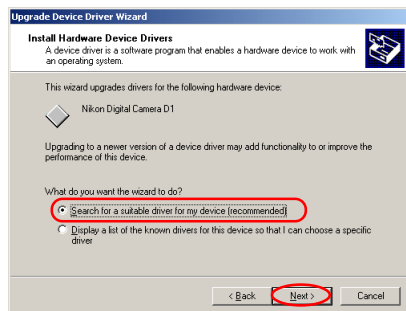 Upgrade Device Driver Wizard
Install Hardware Device Drivers
A device driver is a software program that enables a hardware device to work with
an operating system.
This wizard upgrades drivers for the following hardware device:
Nikon Digital Camera D1
Upgrading to a newer version of a device driver may add functionality to or improve the
performance of this device.
What do you want the wizard to do?
Search for a suitable driver for my device (recommended)
Display a list of the known drivers for this device so that I can choose a specific
driver
< Back Next > Cancel